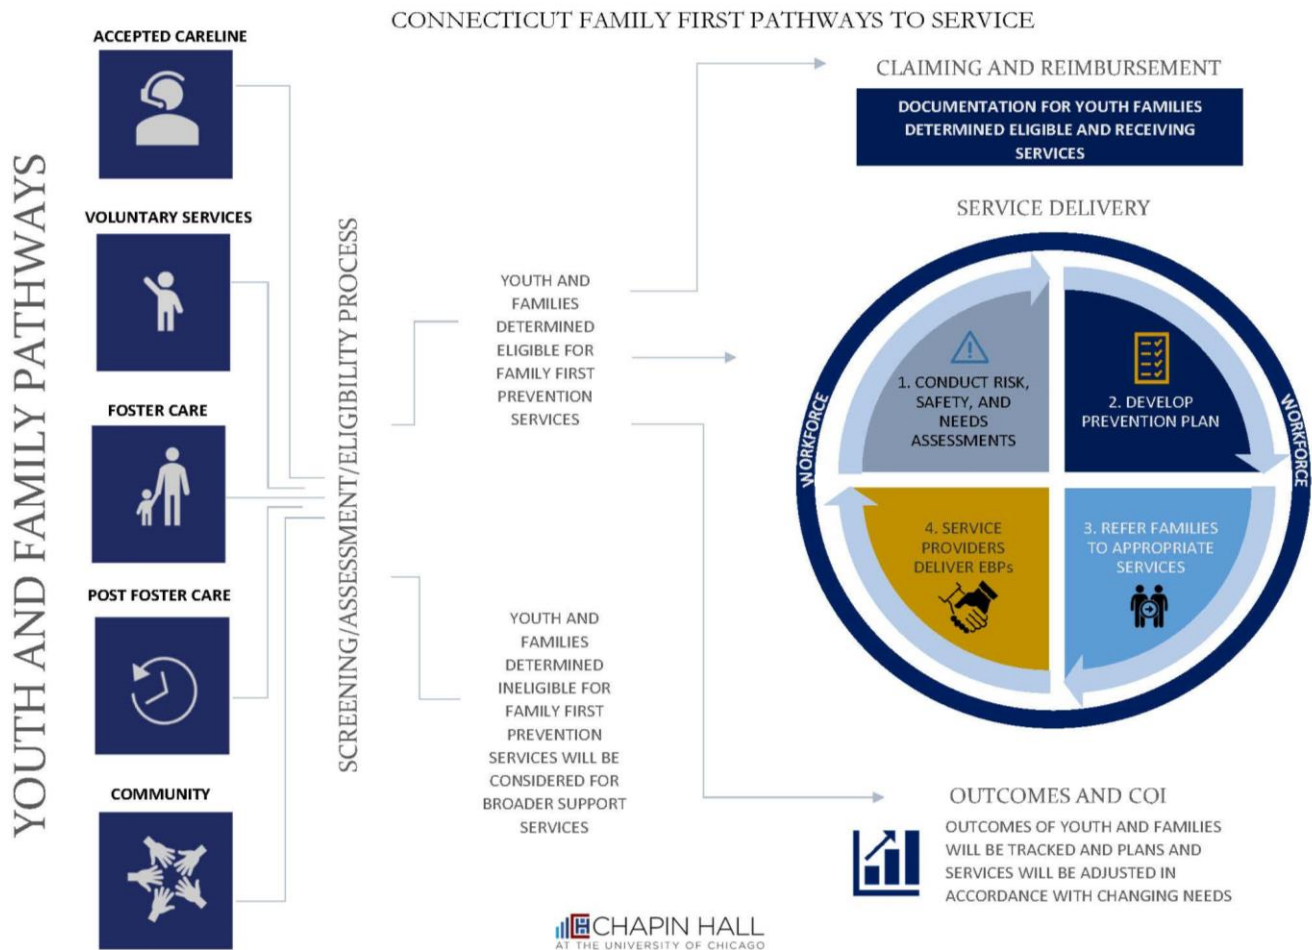 CONNECTICUT FAMILY FIRST PATHWAYS TO SERVICE
YOUTH AND FAMILY PATHWAYS
ACCEPTED CARELINE
VOLUNTARY SERVICES
FOSTER CARE
POST FOSTER CARE
COMMUNITY
SCREENING/ASSESSMENT/ELIGIBILITY PROCESS
YOUTH AND
FAMILIES
DETERMINED
ELIGIBLE FOR
FAMILY FIRST
PREVENTION
SERVICES
YOUTH AND
FAMILIES
DETERMINED
INELIGIBLE FOR
FAMILY FIRST
PREVENTION
SERVICES WILL BE
CONSIDERED FOR
BROADER SUPPORT
SERVICES
CLAIMING AND REIMBURSEMENT
DOCUMENTATION FOR YOUTH FAMILIES
DETERMINED ELIGIBLE AND RECEIVING
SERVICES
SERVICE DELIVERY
WORKFORCE
1. CONDUCT RISK,
SAFETY, AND
NEEDS
ASSESSMENTS
2. DEVELOP
PREVENTION PLAN
WORKFORCE
4. SERVICE
PROVIDERS
DELIVER EBPs
3. REFER FAMILIES
TO APPROPRIATE
SERVICES
OUTCOMES AND CQI
OUTCOMES OF YOUTH AND FAMILIES
WILL BE TRACKED AND PLANS AND
SERVICES WILL BE ADJUSTED IN
ACCORDANCE WITH CHANGING NEEDS
CHAPIN HALL
AT THE UNIVERSITY OF CHICAGO